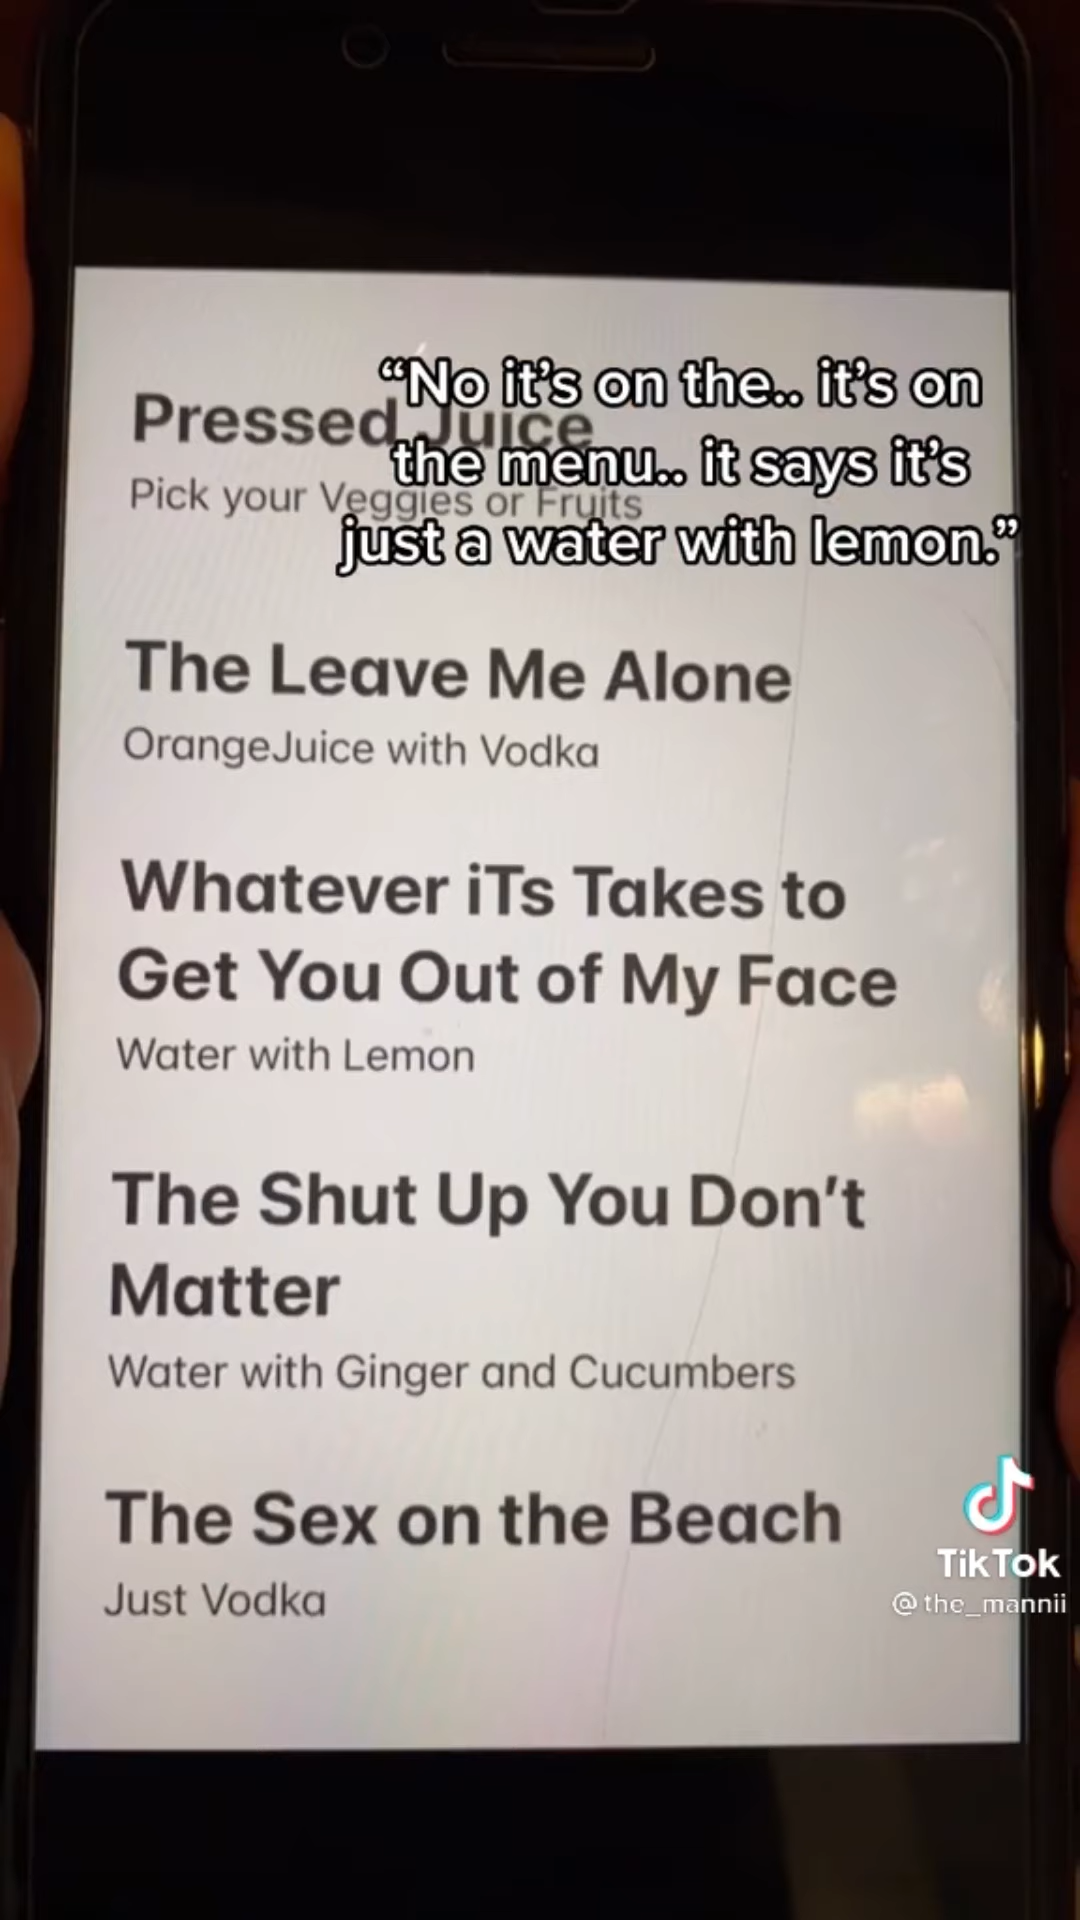 “No it’s on the.. it’s on
the menu.. it says it’s
just a water with lemon.”
Pressed Juice
Pick your Veggies or Fruits
The Leave Me Alone
OrangeJuice with Vodka
Whatever iTs Takes to
Get You Out of My Face
Water with Lemon
The Shut Up You Don’t
Matter
Water with Ginger and Cucumbers
The Sex on the Beach
Just Vodka
TikTok
@the_mannii